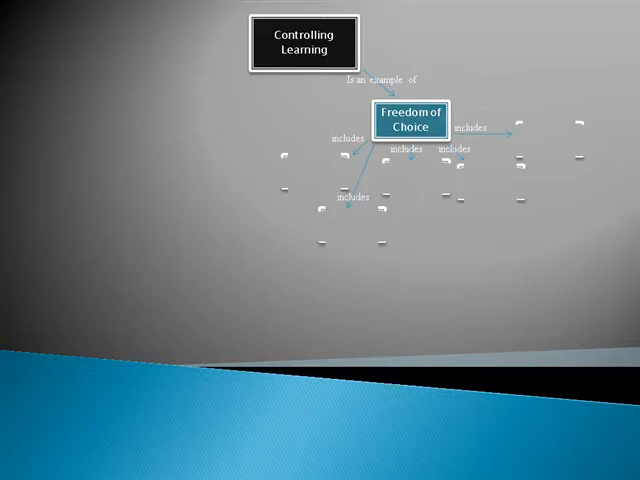 Controlling
Learning
Is an example of
Freedom of
Choice
includes
includes
includes
includes
includes